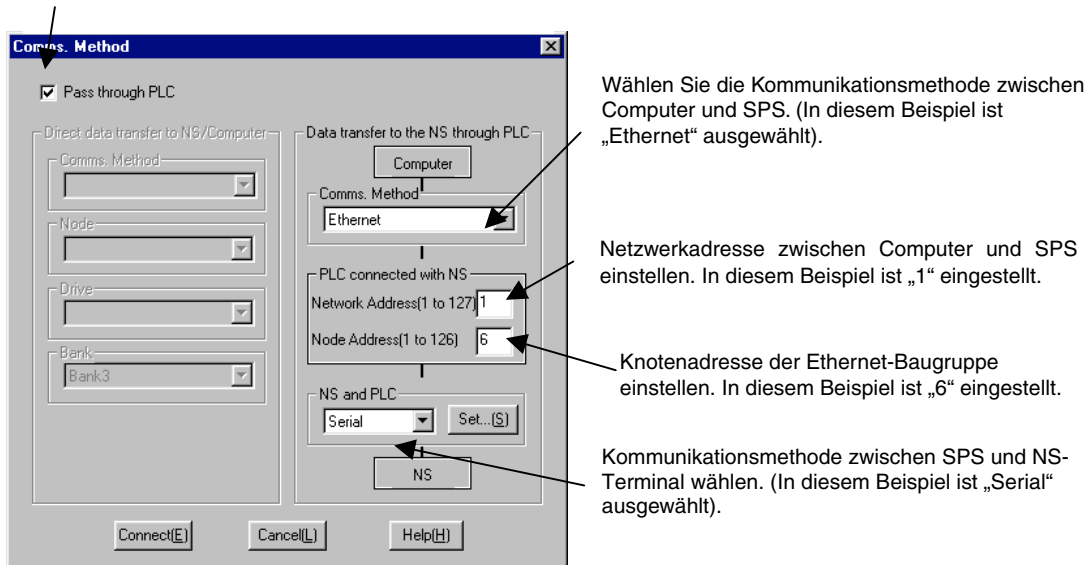 Comms. Method
Pass through PLC
Direct data transfer to NS/Computer
Comms. Method
Node
Drive
Bank
Bank3
Data transfer to the NS through PLC
Computer
Comms. Method
Ethernet
PLC connected with NS
Network Address(1 to 127) 1
Node Address(1 to 126) 6
NS and PLC
Serial Set...(S)
NS
Connect(E) Cancel(L) Help(H)
Wählen Sie die Kommunikationsmethode zwischen
Computer und SPS. (In diesem Beispiel ist
„Ethernet“ ausgewählt).
Netzwerkadresse zwischen Computer und SPS
einstellen. In diesem Beispiel ist „1“ eingestellt.
Knotenadresse der Ethernet-Baugruppe
einstellen. In diesem Beispiel ist „6“ eingestellt.
Kommunikationsmethode zwischen SPS und NS-
Terminal wählen. (In diesem Beispiel ist „Serial“
ausgewählt).